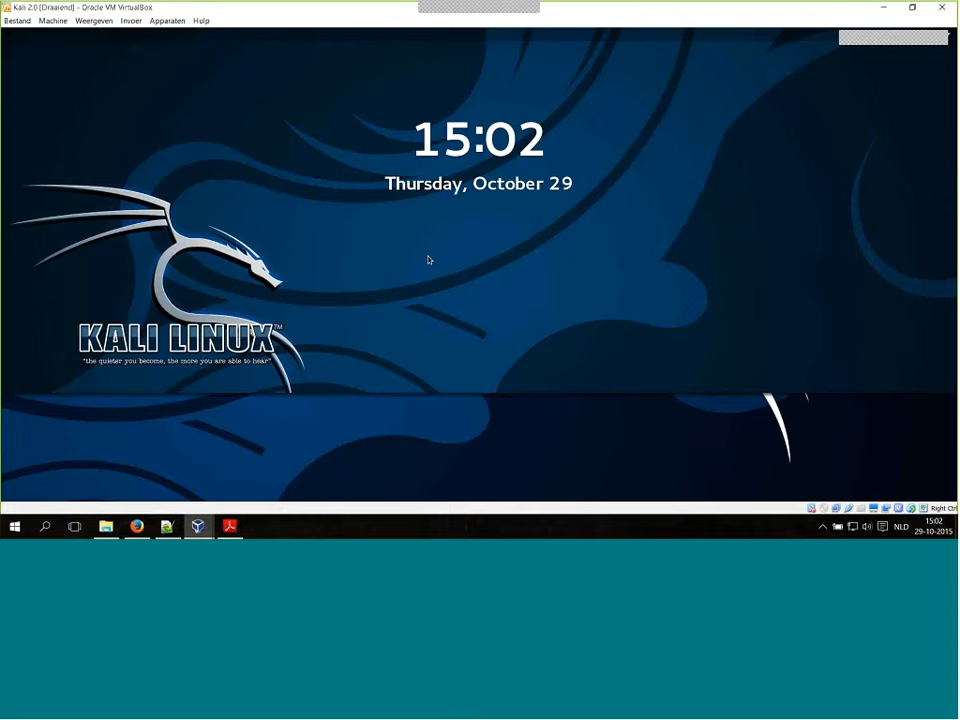 Kali 2.0 [Draaiend] - Oracle VM VirtualBox
Bestand Machine Weergeven Invoer Apparaten Hulp
15:02
Thursday, October 29
KALI LINUX™
"the quieter you become, the more you are able to hear"
Right Ctrl
NLD
15:02
29-10-2015